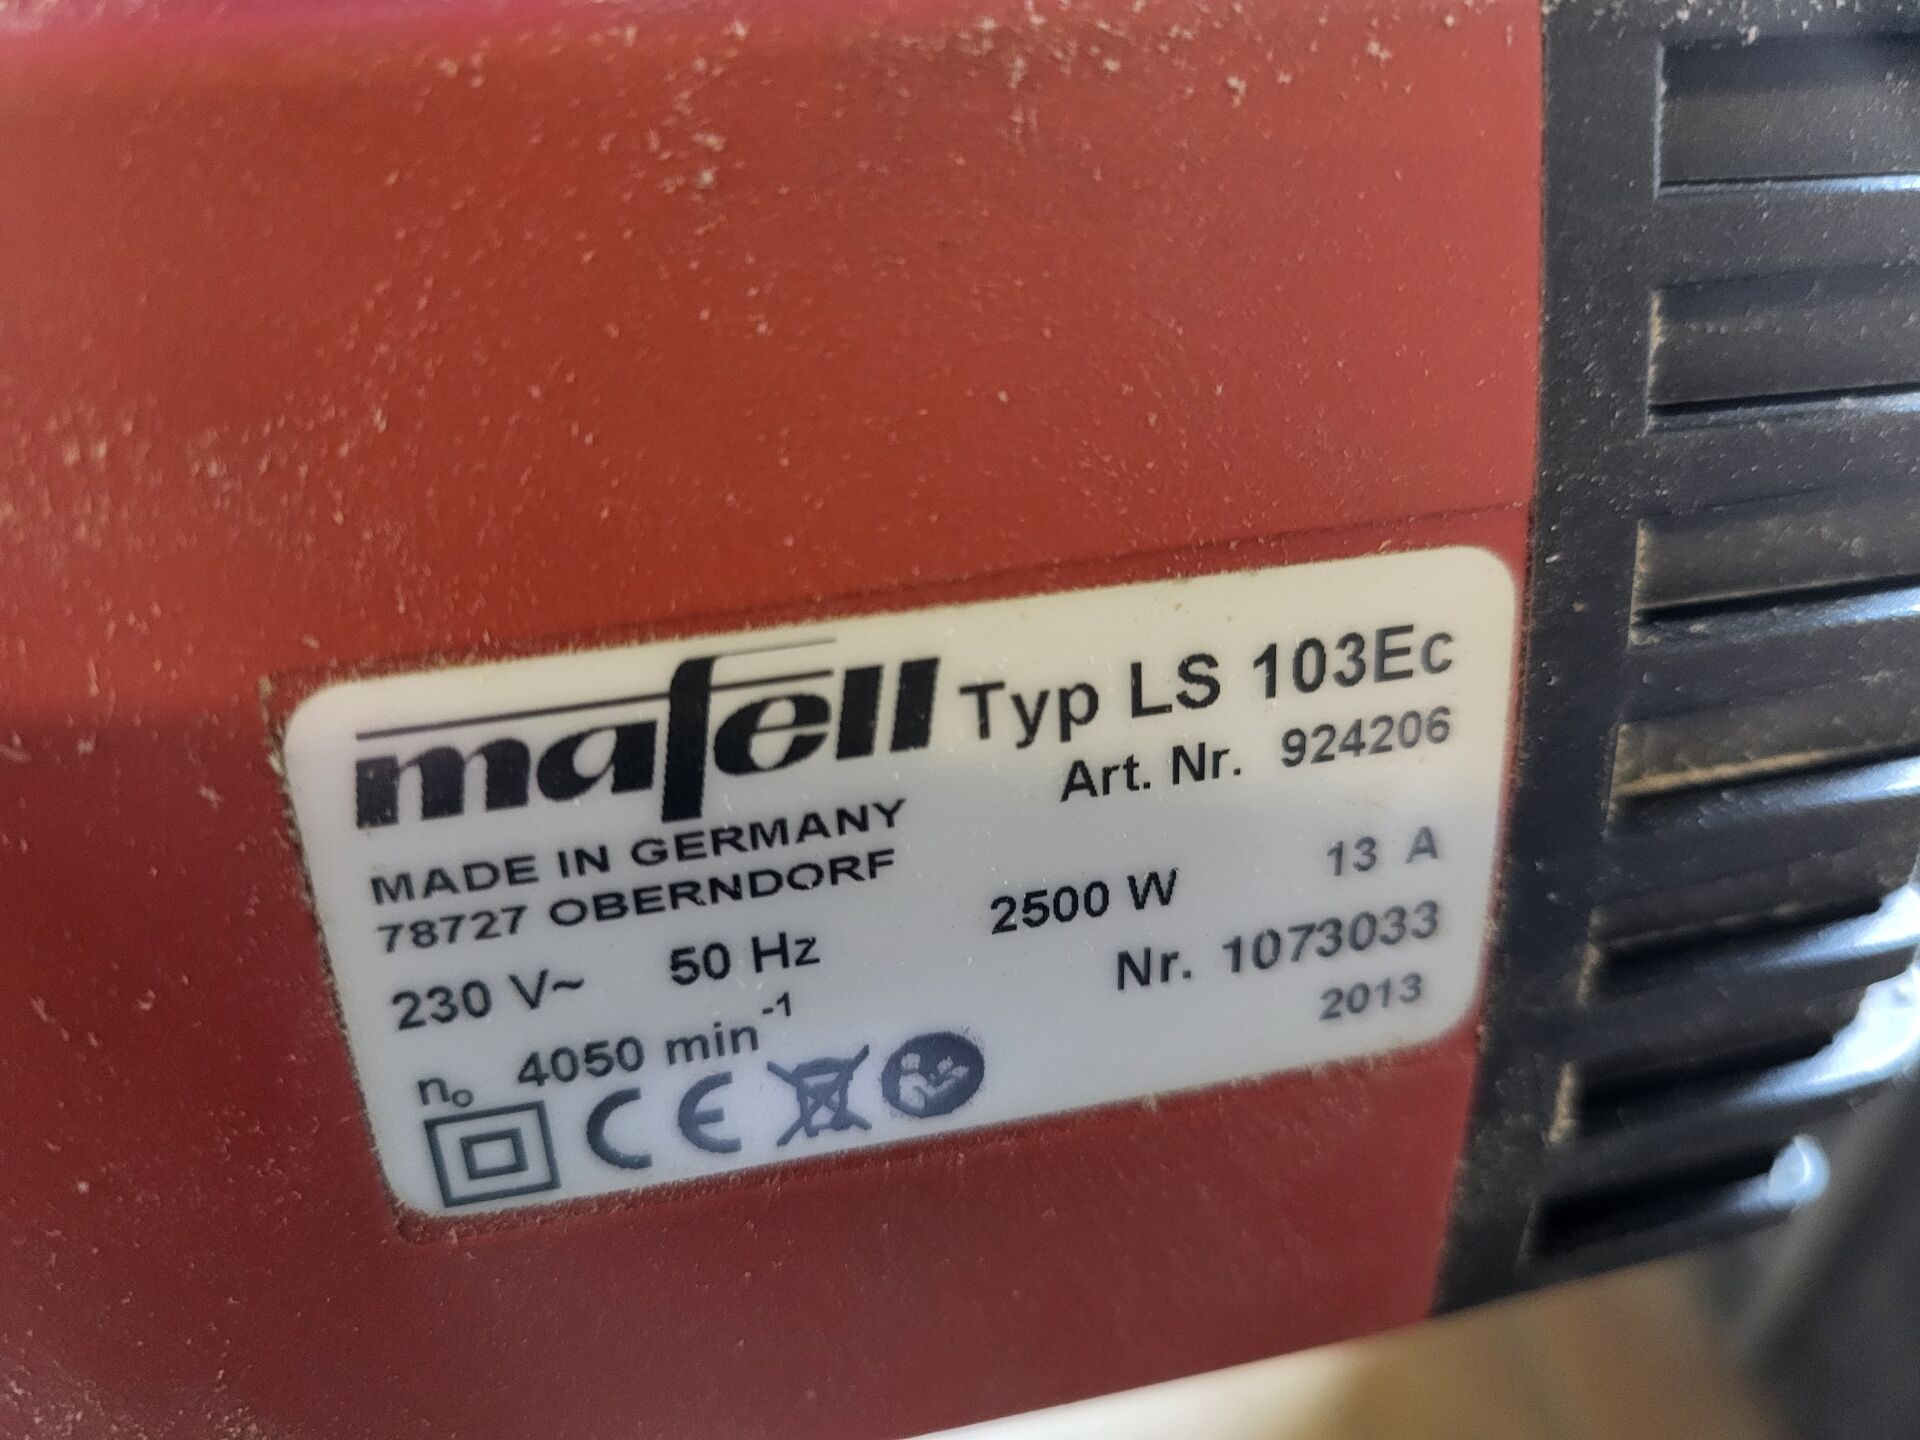 mafell Typ LS 103Ec
Art. Nr. 924206
MADE IN GERMANY
78727 OBERNDORF
230 V~ 50 Hz 2500 W 13 A
n₀ 4050 min⁻¹ Nr. 1073033
2013
CE